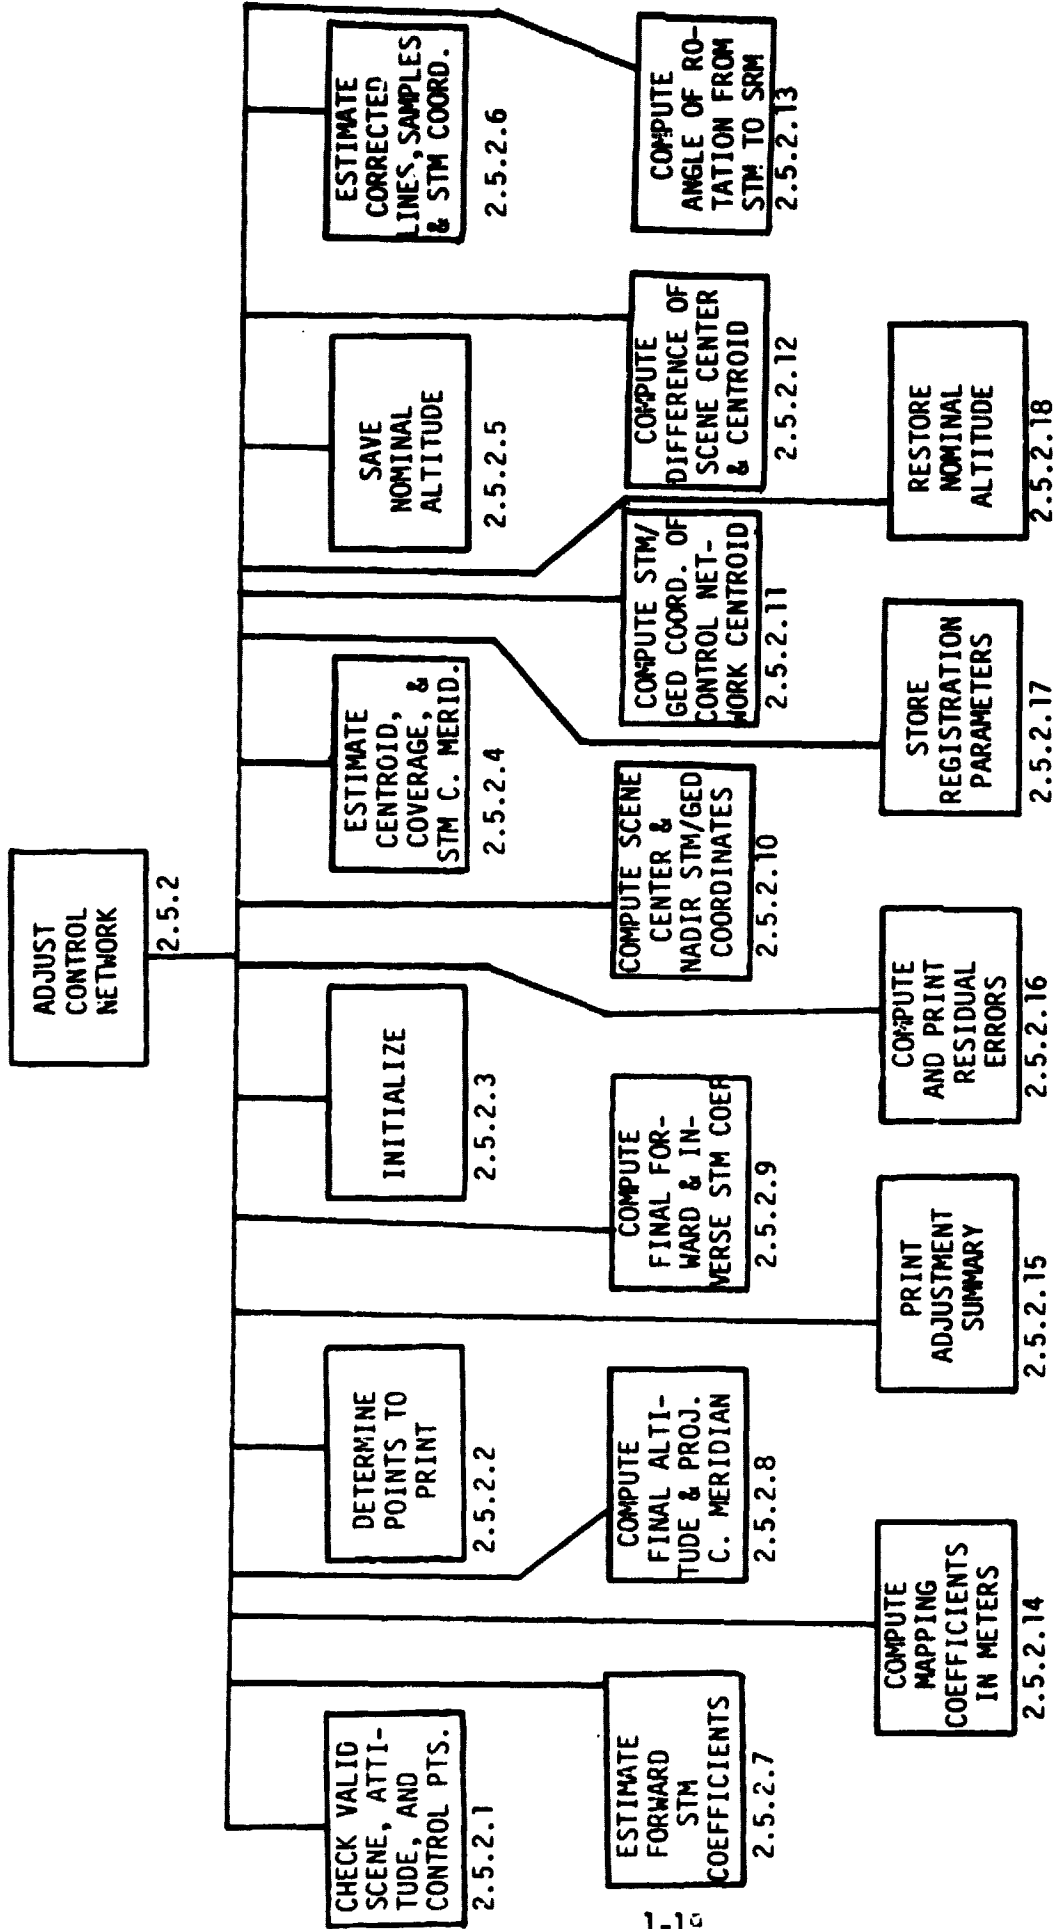 ADJUST
CONTROL
NETWORK
2.5.2
CHECK VALID
SCENE, ATTI-
TUDE, AND
CONTROL PTS.
2.5.2.1
DETERMINE
POINTS TO
PRINT
2.5.2.2
INITIALIZE
2.5.2.3
ESTIMATE
CENTROID,
COVERAGE, &
STM C. MERID.
2.5.2.4
SAVE
NOMINAL
ALTITUDE
2.5.2.5
ESTIMATE
CORRECTED
LINES,SAMPLES
& STM COORD.
2.5.2.6
ESTIMATE
FORWARD
STM
COEFFICIENTS
2.5.2.7
COMPUTE
FINAL ALTI-
TUDE & PROJ.
C. MERIDIAN
2.5.2.8
COMPUTE
FINAL FOR-
WARD & IN-
VERSE STM COEF
2.5.2.9
COMPUTE SCENE
CENTER &
NADIR STM/GED
COORDINATES
2.5.2.10
COMPUTE STM/
GED COORD. OF
CONTROL NET-
WORK CENTROID
2.5.2.11
COMPUTE
DIFFERENCE OF
SCENE CENTER
& CENTROID
2.5.2.12
COMPUTE
ANGLE OF RO-
TATION FROM
STM TO SRM
2.5.2.13
COMPUTE
MAPPING
COEFFICIENTS
IN METERS
2.5.2.14
PRINT
ADJUSTMENT
SUMMARY
2.5.2.15
COMPUTE
AND PRINT
RESIDUAL
ERRORS
2.5.2.16
STORE
REGISTRATION
PARAMETERS
2.5.2.17
RESTORE
NOMINAL
ALTITUDE
2.5.2.18